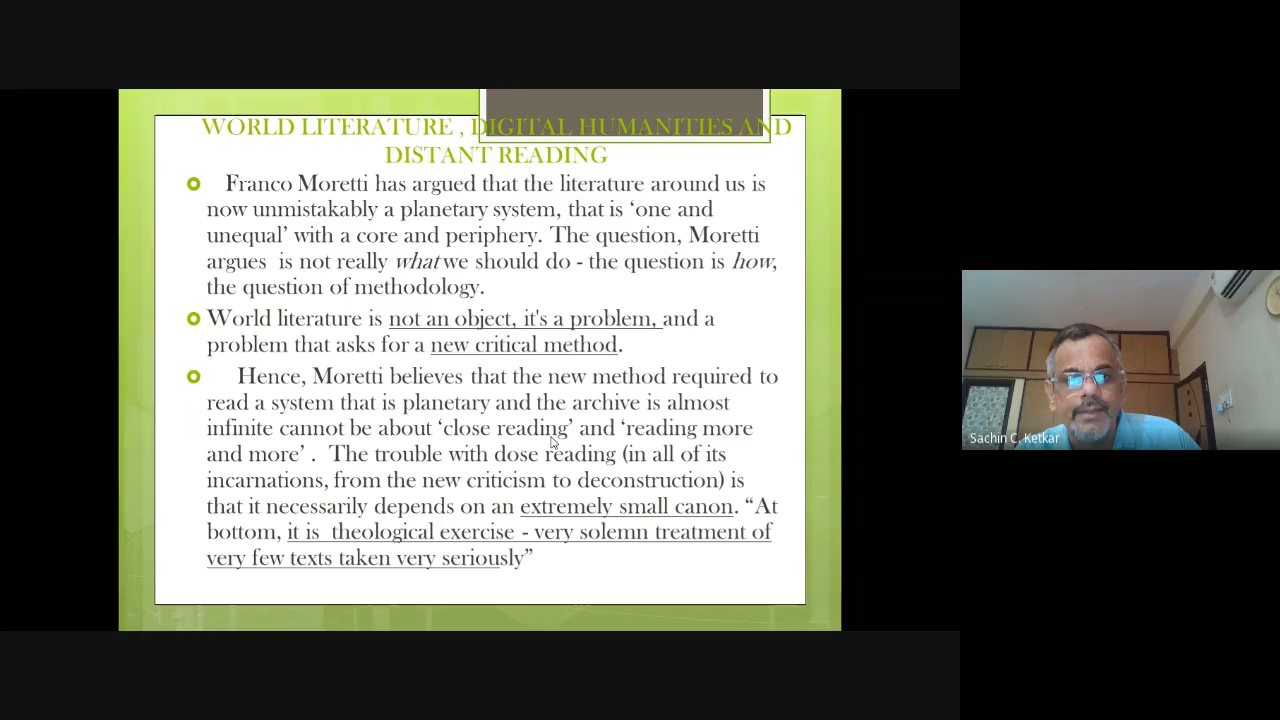 WORLD LITERATURE , DIGITAL HUMANITIES AND
DISTANT READING
Franco Moretti has argued that the literature around us is
now unmistakably a planetary system, that is ‘one and
unequal’ with a core and periphery. The question, Moretti
argues is not really what we should do - the question is how,
the question of methodology.
World literature is not an object, it's a problem, and a
problem that asks for a new critical method.
Hence, Moretti believes that the new method required to
read a system that is planetary and the archive is almost
infinite cannot be about ‘close reading’ and ‘reading more
and more’ . The trouble with dose reading (in all of its
incarnations, from the new criticism to deconstruction) is
that it necessarily depends on an extremely small canon. “At
bottom, it is theological exercise - very solemn treatment of
very few texts taken very seriously”
Sachin C. Ketkar